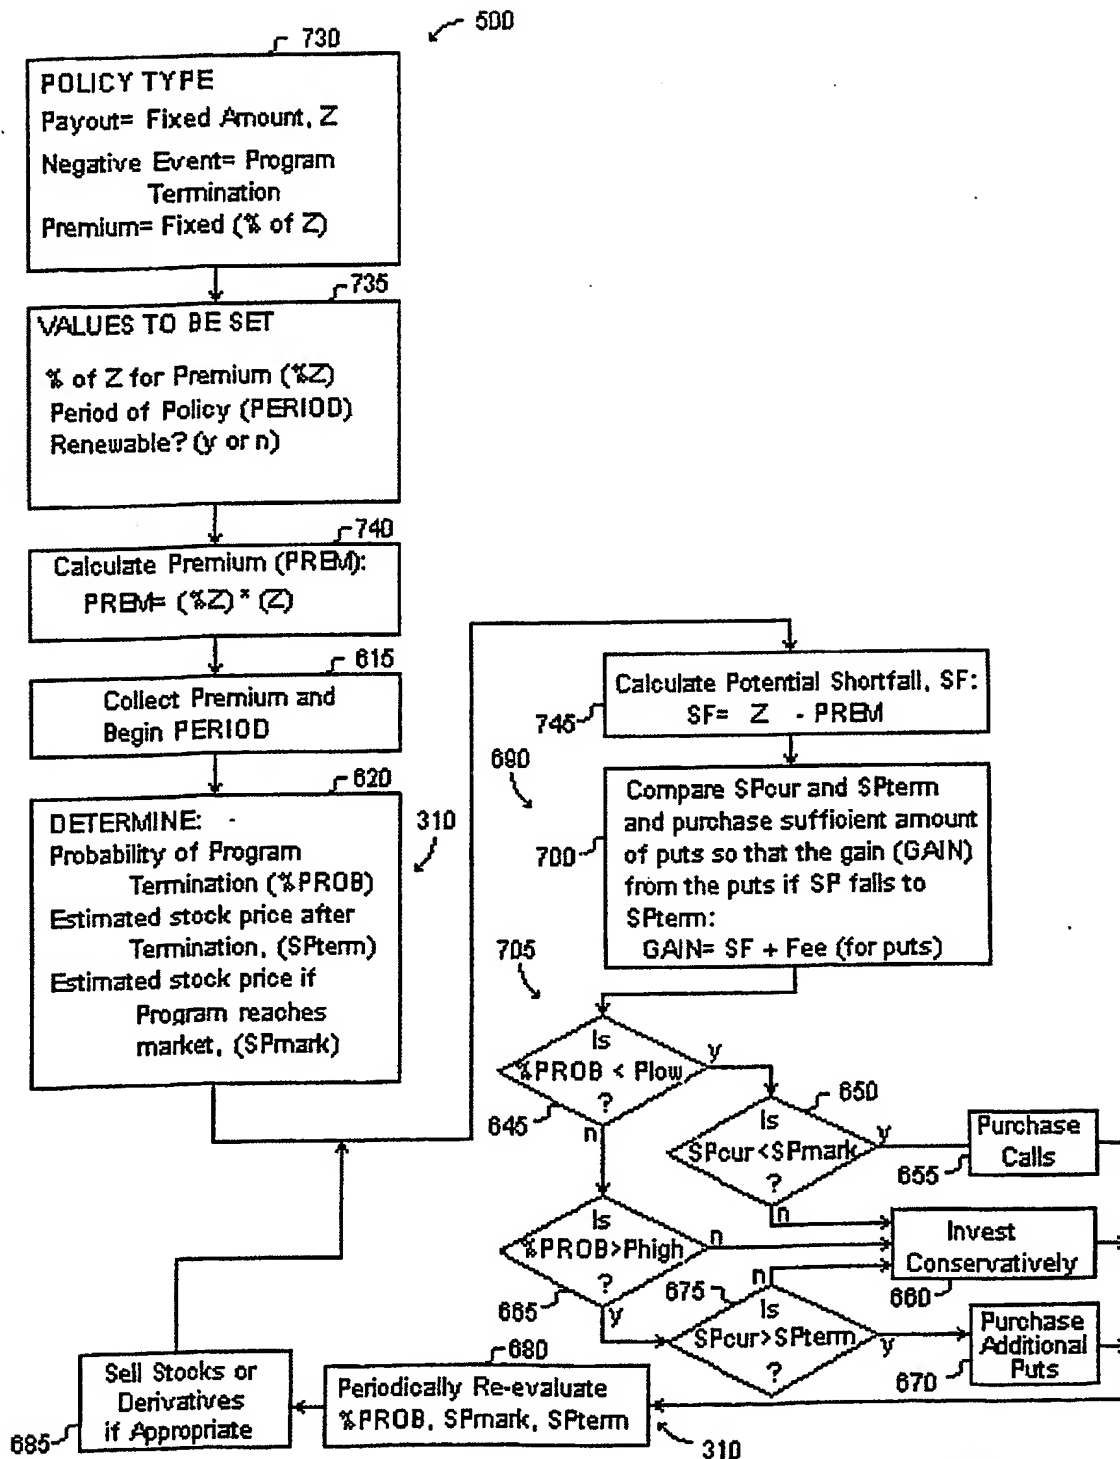 500
730
POLICY TYPE
Payout= Fixed Amount, Z
Negative Event= Program
Termination
Premium= Fixed (% of Z)
735
VALUES TO BE SET
% of Z for Premium (%Z)
Period of Policy (PERIOD)
Renewable? (y or n)
740
Calculate Premium (PREM):
PREM= (%Z) * (Z)
615
Collect Premium and
Begin PERIOD
620
DETERMINE:
Probability of Program
Termination (%PROB)
Estimated stock price after
Termination, (SPterm)
Estimated stock price if
Program reaches
market, (SPmark)
310
Calculate Potential Shortfall, SF:
SF= Z - PREM
745
690
Compare SPcur and SPterm
and purchase sufficient amount
of puts so that the gain (GAIN)
from the puts if SP falls to
SPterm:
GAIN= SF + Fee (for puts)
700
705
Is
%PROB < Plow
?
y
645
n
650
Is
SPcur<SPmark
?
y
n
Purchase
Calls
655
Is
%PROB>Phigh
?
n
665
y
Invest
Conservatively
660
675
n
Is
SPcur>SPterm
?
y
Purchase
Additional
Puts
670
680
Periodically Re-evaluate
%PROB, SPmark, SPterm
310
Sell Stocks or
Derivatives
if Appropriate
685